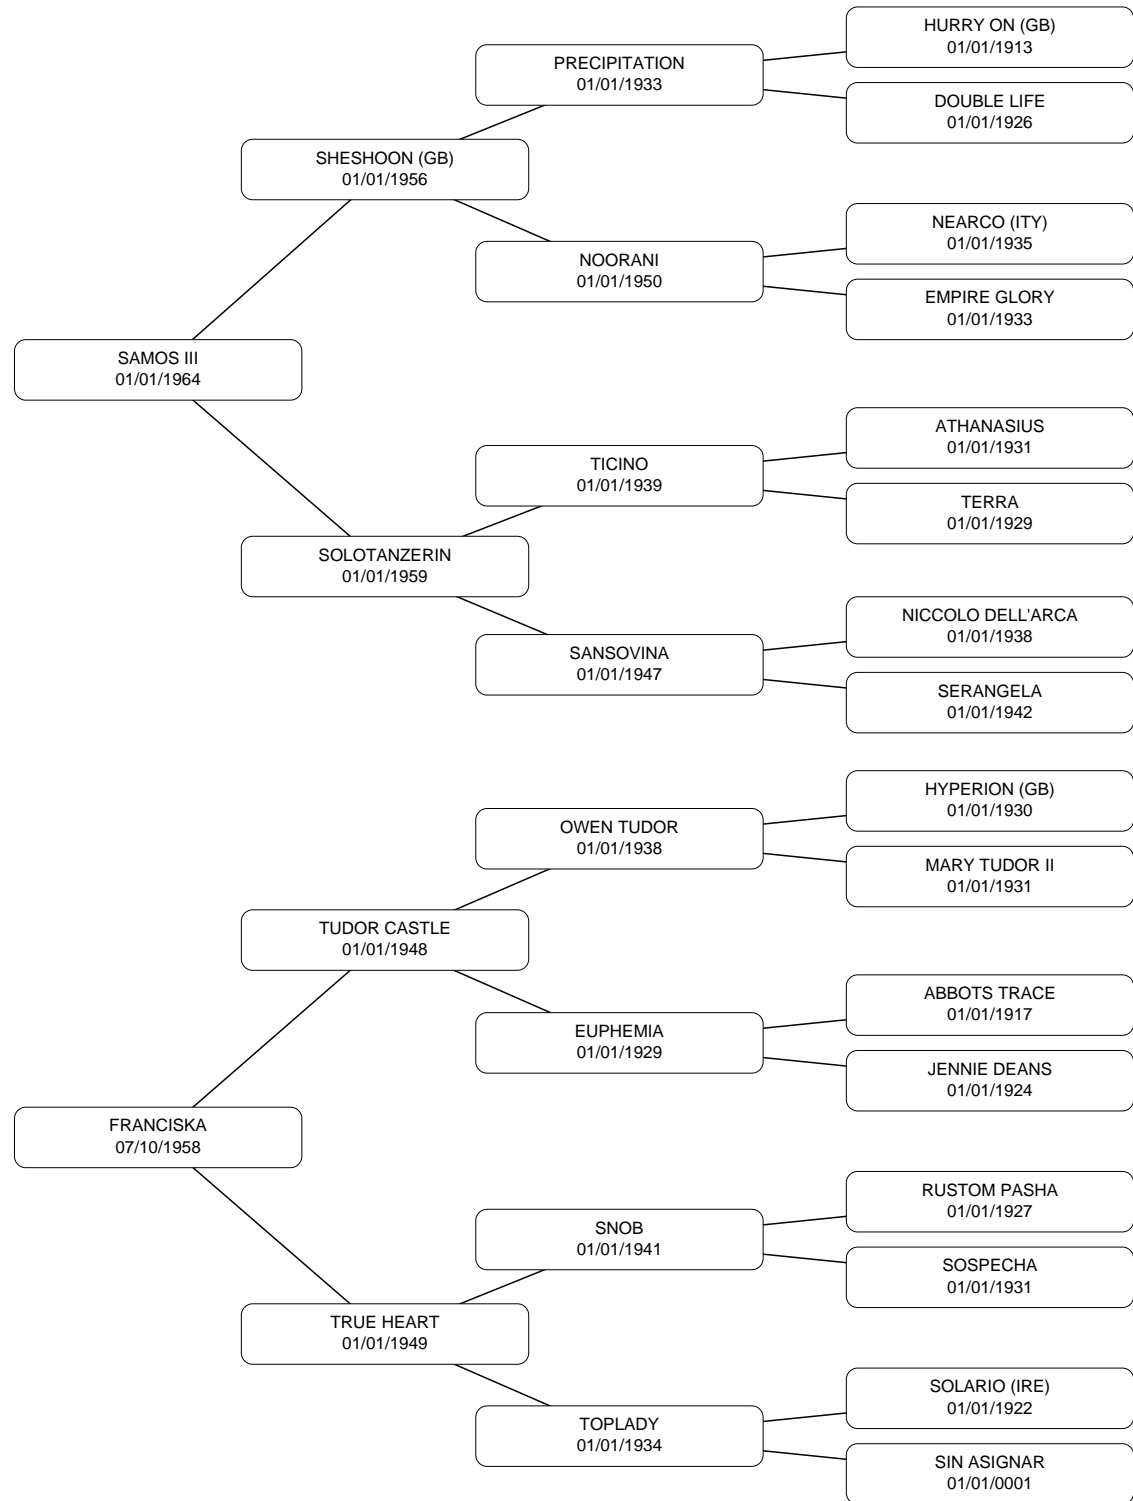 HURRY ON (GB)
01/01/1913
PRECIPITATION
01/01/1933
DOUBLE LIFE
01/01/1926
SHESHOON (GB)
01/01/1956
NEARCO (ITY)
01/01/1935
NOORANI
01/01/1950
EMPIRE GLORY
01/01/1933
SAMOS III
01/01/1964
ATHANASIUS
01/01/1931
TICINO
01/01/1939
TERRA
01/01/1929
SOLOTANZERIN
01/01/1959
NICCOLO DELL'ARCA
01/01/1938
SANSOVINA
01/01/1947
SERANGELA
01/01/1942
HYPERION (GB)
01/01/1930
OWEN TUDOR
01/01/1938
MARY TUDOR II
01/01/1931
TUDOR CASTLE
01/01/1948
ABBOTS TRACE
01/01/1917
EUPHEMIA
01/01/1929
JENNIE DEANS
01/01/1924
FRANCISKA
07/10/1958
RUSTOM PASHA
01/01/1927
SNOB
01/01/1941
SOSPECHA
01/01/1931
TRUE HEART
01/01/1949
SOLARIO (IRE)
01/01/1922
TOPLADY
01/01/1934
SIN ASIGNAR
01/01/0001